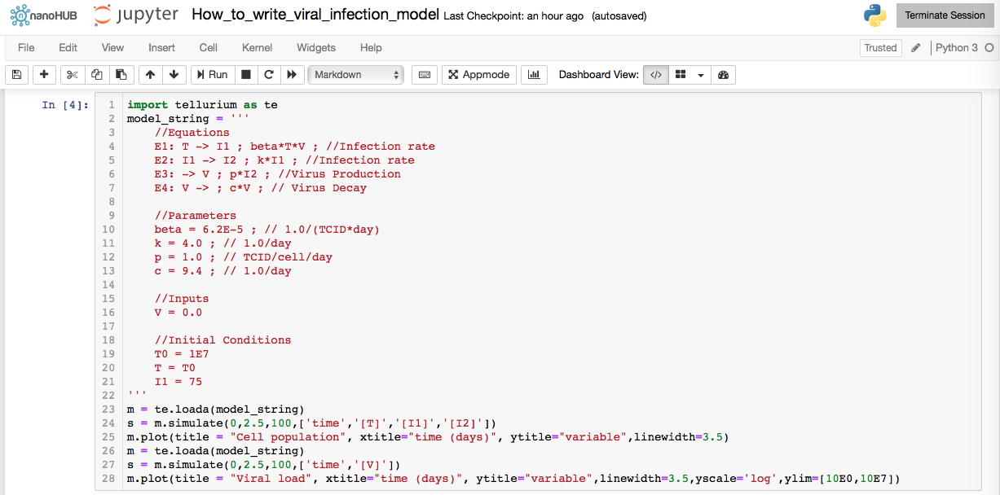 nanoHUB jupyter How_to_write_viral_infection_model Last Checkpoint: an hour ago (autosaved) Terminate Session
File Edit View Insert Cell Kernel Widgets Help Trusted Python 3
Run Markdown Appmode Dashboard View: </>
In [4]:
1 import tellurium as te
2 model_string = '''
3 //Equations
4 E1: T -> I1 ; beta*T*V ; //Infection rate
5 E2: I1 -> I2 ; k*I1 ; //Infection rate
6 E3: -> V ; p*I2 ; //Virus Production
7 E4: V -> ; c*V ; // Virus Decay
8
9 //Parameters
10 beta = 6.2E-5 ; // 1.0/(TCID*day)
11 k = 4.0 ; // 1.0/day
12 p = 1.0 ; // TCID/cell/day
13 c = 9.4 ; // 1.0/day
14
15 //Inputs
16 V = 0.0
17
18 //Initial Conditions
19 T0 = 1E7
20 T = T0
21 I1 = 75
22 '''
23 m = te.loada(model_string)
24 s = m.simulate(0,2.5,100,['time','[T]','[I1]','[I2]'])
25 m.plot(title = "Cell population", xtitle="time (days)", ytitle="variable",linewidth=3.5)
26 m = te.loada(model_string)
27 s = m.simulate(0,2.5,100,['time','[V]'])
28 m.plot(title = "Viral load", xtitle="time (days)", ytitle="variable",linewidth=3.5,yscale='log',ylim=[10E0,10E7])